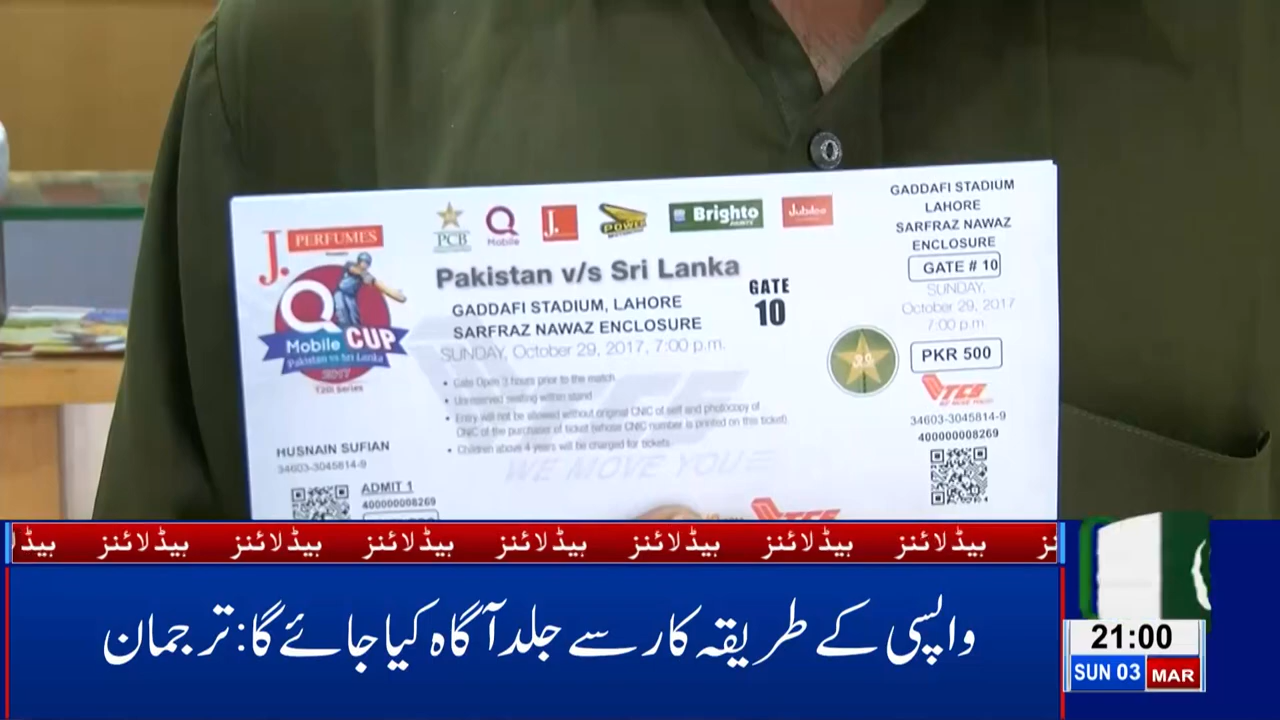 J.
PERFUMES
Q
Mobile CUP
Pakistan vs Sri Lanka
2017
T20I Series
PCB
Q
Mobile
J.
POWER
Brighto
PAINTS
Jubilee
Pakistan v/s Sri Lanka
GADDAFI STADIUM, LAHORE
SARFRAZ NAWAZ ENCLOSURE
SUNDAY, October 29, 2017, 7:00 p.m.
GATE
10
• Gate Open 3 hours prior to the match
• Unreserved seating within stand
• Entry will not be allowed without original CNIC of self and photocopy of
CNIC of the purchaser of ticket (whose CNIC number is printed on this ticket)
• Children above 4 years will be charged for tickets
WE MOVE YOU
HUSNAIN SUFIAN
34603-3045814-9
ADMIT 1
400000008269
GADDAFI STADIUM
LAHORE
SARFRAZ NAWAZ
ENCLOSURE
GATE # 10
SUNDAY,
October 29, 2017
7:00 p.m.
PKR 500
TCS
34603-3045814-9
400000008269
TCS
ہیڈلائنز ہیڈلائنز ہیڈلائنز ہیڈلائنز ہیڈلائنز ہیڈلائنز ہیڈلائنز
واپسی کے طریقہ کار سے جلد آگاہ کیا جائے گا: ترجمان
21:00
SUN 03 MAR